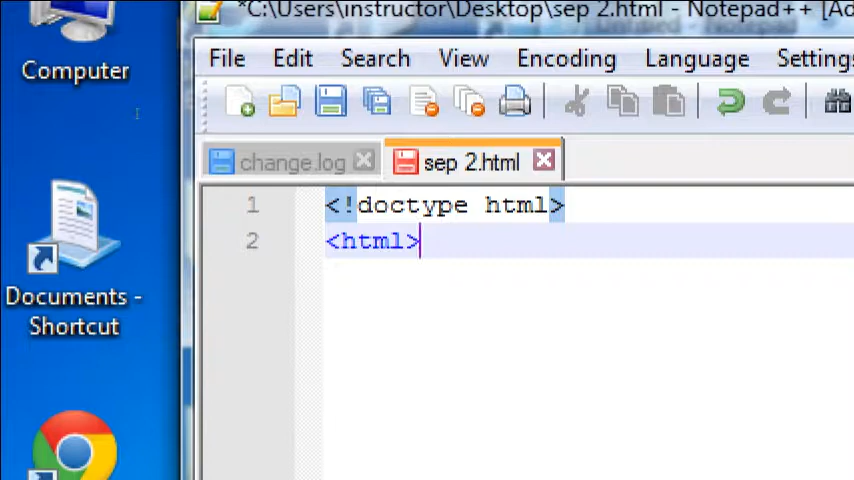 *C:\Users\instructor\Desktop\sep 2.html - Notepad++ [Ad
File Edit Search View Encoding Language Settings
change.log sep 2.html
1 <!doctype html>
2 <html>
Computer
Documents -
Shortcut